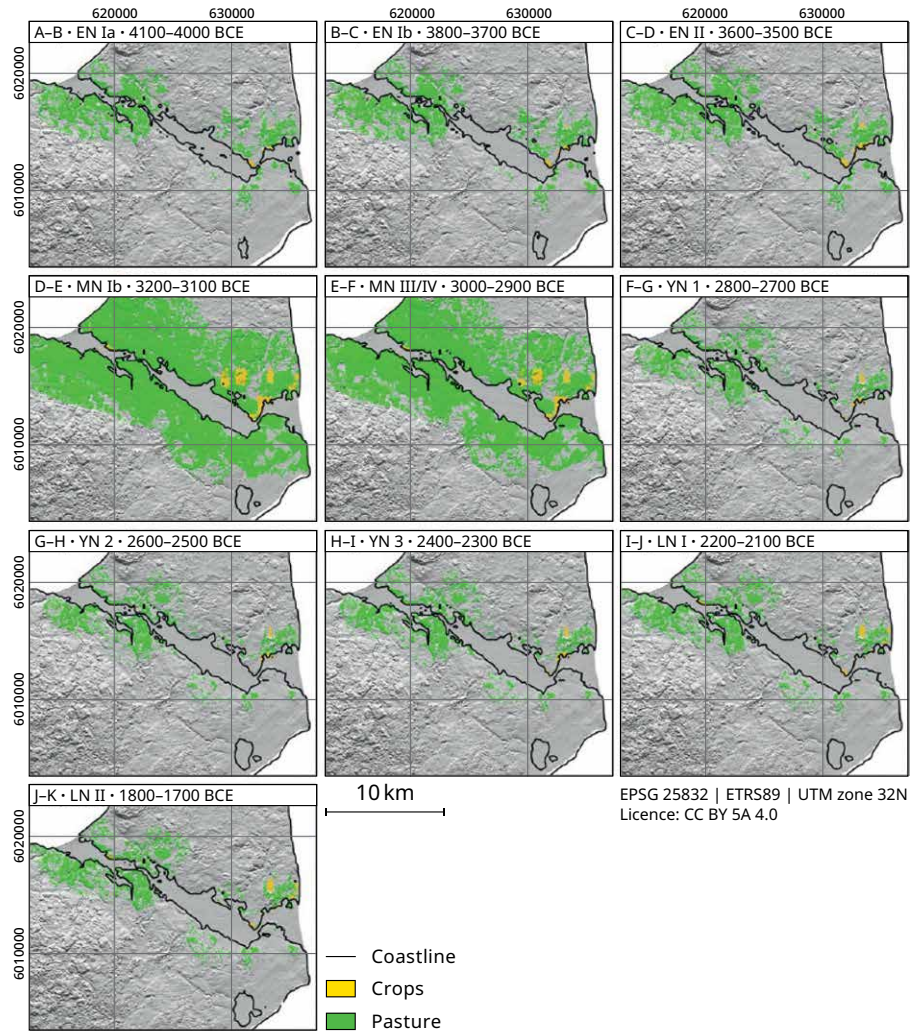 620000 630000 620000 630000 620000 630000
A–B · EN Ia · 4100–4000 BCE
B–C · EN Ib · 3800–3700 BCE
C–D · EN II · 3600–3500 BCE
6020000
6010000
D–E · MN Ib · 3200–3100 BCE
E–F · MN III/IV · 3000–2900 BCE
F–G · YN 1 · 2800–2700 BCE
6020000
6010000
G–H · YN 2 · 2600–2500 BCE
H–I · YN 3 · 2400–2300 BCE
I–J · LN I · 2200–2100 BCE
6020000
6010000
J–K · LN II · 1800–1700 BCE
6020000
6010000
10 km
EPSG 25832 | ETRS89 | UTM zone 32N
Licence: CC BY 5A 4.0
Coastline
Crops
Pasture